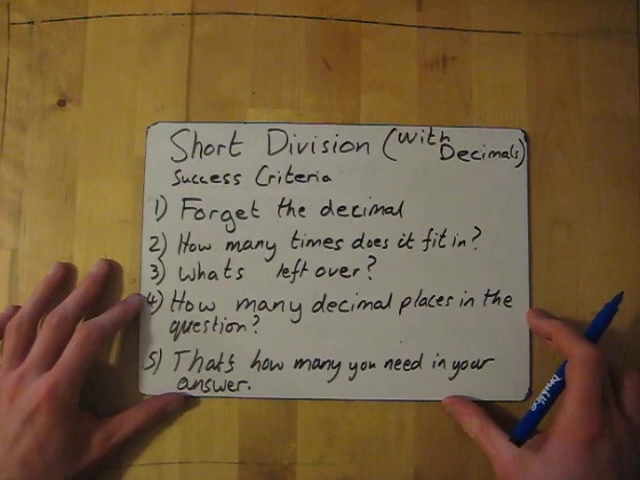 Short Division (With Decimals)
Success Criteria
1) Forget the decimal
2) How many times does it fit in?
3) Whats left over?
4) How many decimal places in the
question?
5) Thats how many you need in your
answer.